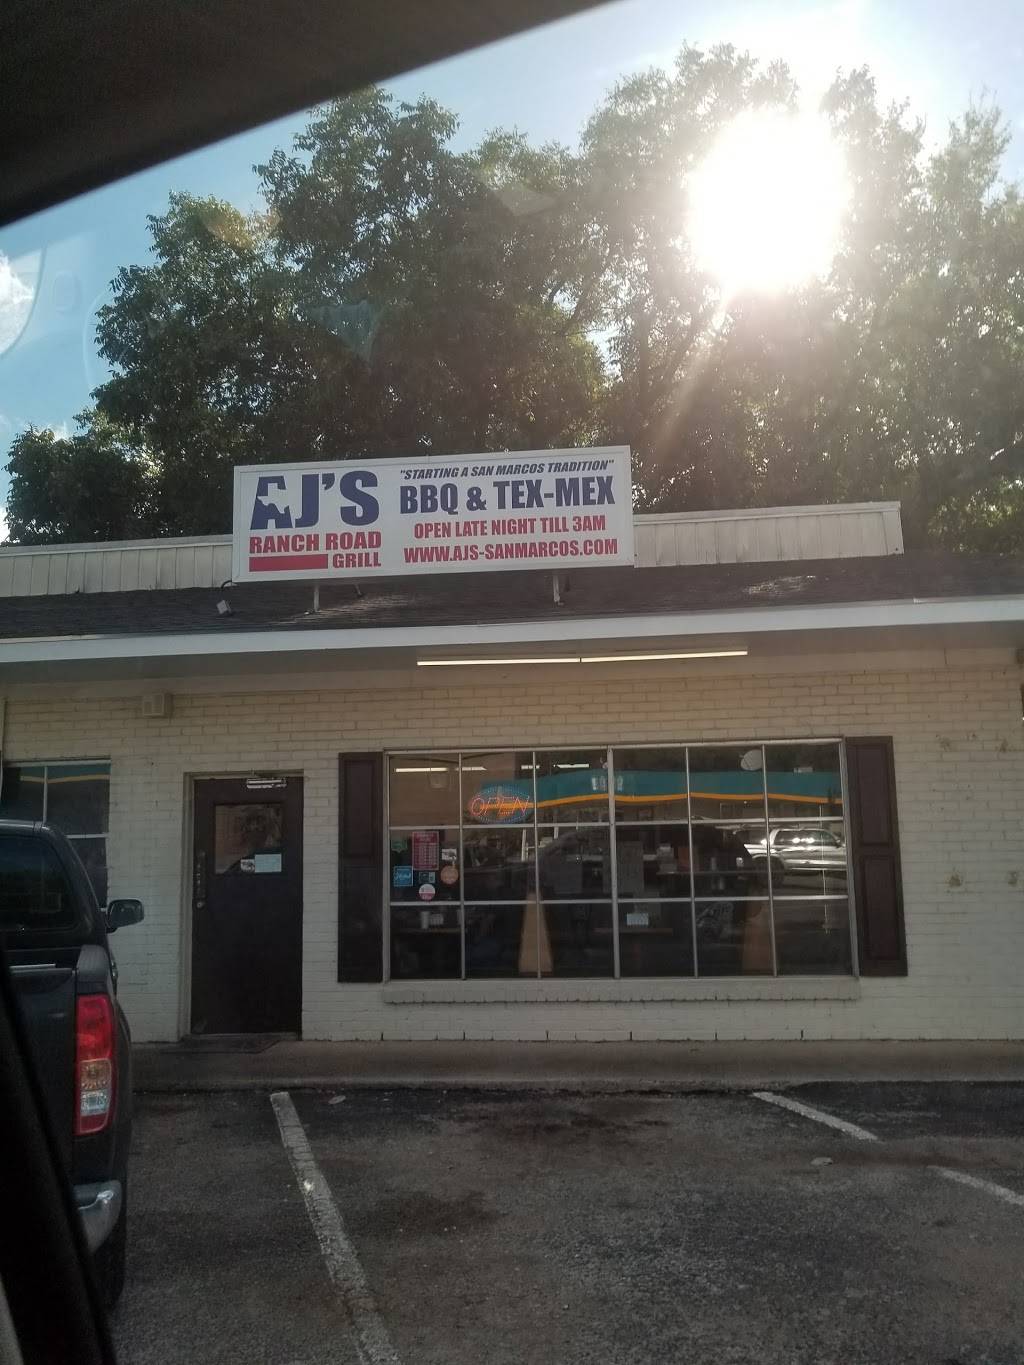 AJ'S
RANCH ROAD
GRILL
"STARTING A SAN MARCOS TRADITION"
BBQ & TEX-MEX
OPEN LATE NIGHT TILL 3AM
WWW.AJS-SANMARCOS.COM
OPEN